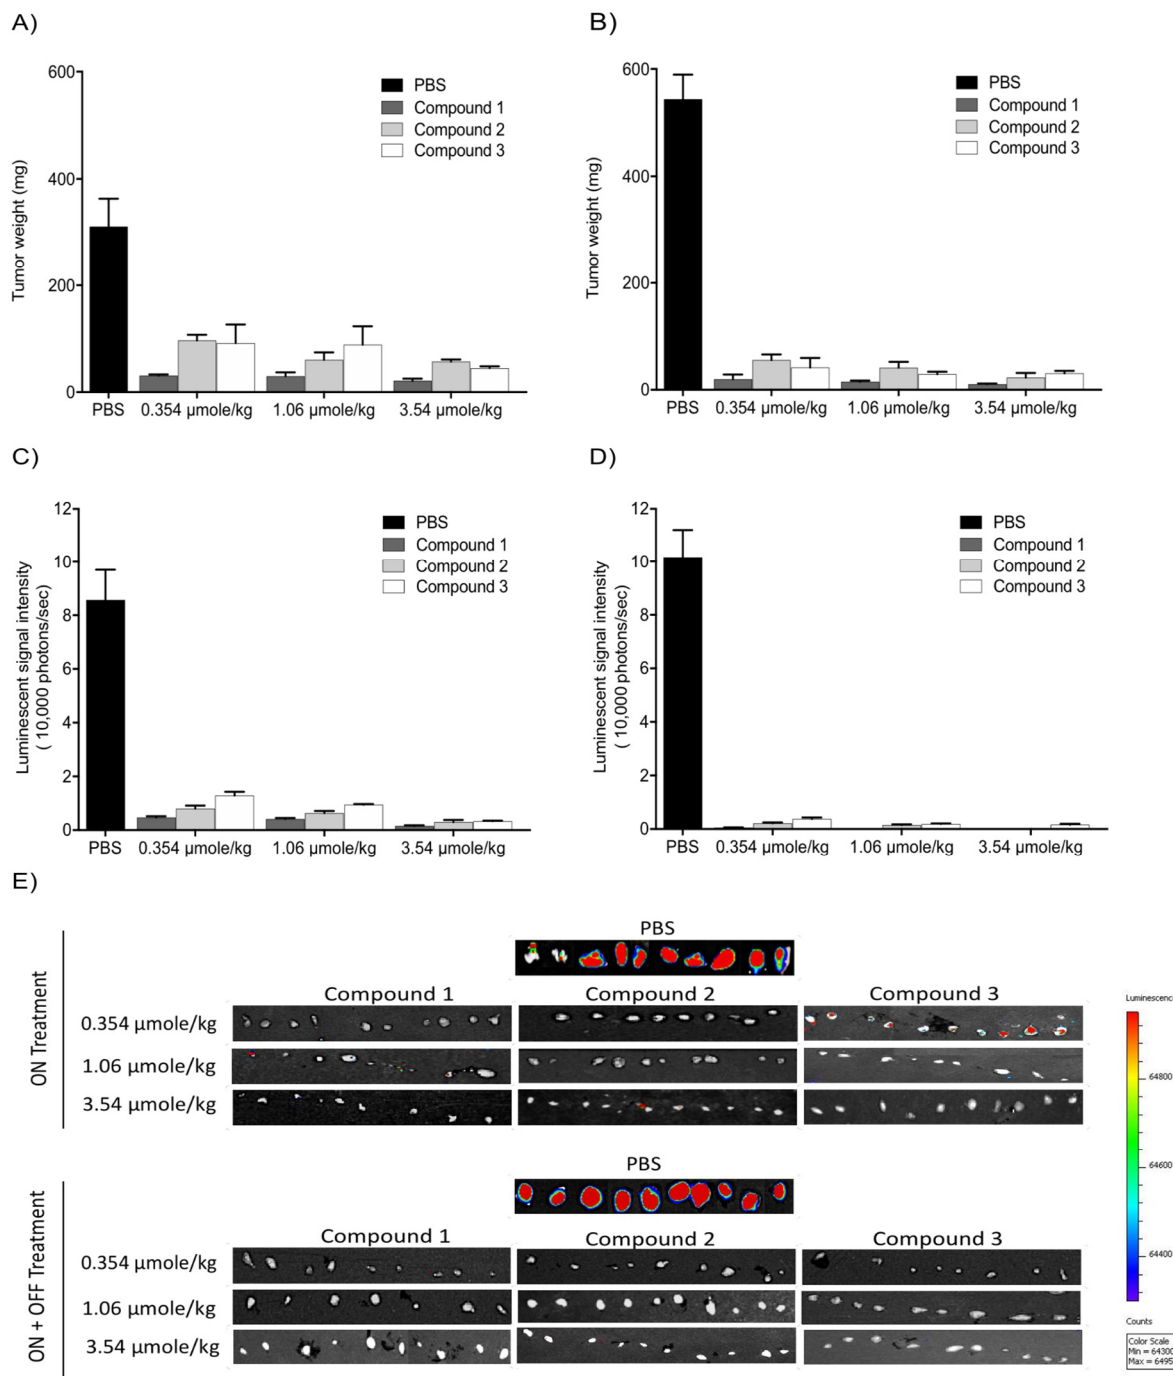 A)
Tumor weight (mg)
600
400
200
0
PBS
Compound 1
Compound 2
Compound 3
PBS 0.354 µmole/kg 1.06 µmole/kg 3.54 µmole/kg
B)
Tumor weight (mg)
600
400
200
0
PBS
Compound 1
Compound 2
Compound 3
PBS 0.354 µmole/kg 1.06 µmole/kg 3.54 µmole/kg
C)
Luminescent signal intensity
( 10,000 photons/sec)
12
10
8
6
4
2
0
PBS
Compound 1
Compound 2
Compound 3
PBS 0.354 µmole/kg 1.06 µmole/kg 3.54 µmole/kg
D)
Luminescent signal intensity
( 10,000 photons/sec)
12
10
8
6
4
2
0
PBS
Compound 1
Compound 2
Compound 3
PBS 0.354 µmole/kg 1.06 µmole/kg 3.54 µmole/kg
E)
ON Treatment
PBS
Compound 1 Compound 2 Compound 3
0.354 µmole/kg
1.06 µmole/kg
3.54 µmole/kg
ON + OFF Treatment
PBS
Compound 1 Compound 2 Compound 3
0.354 µmole/kg
1.06 µmole/kg
3.54 µmole/kg
Luminescence
64800
64600
64400
Counts
Color Scale
Min = 64300
Max = 6495